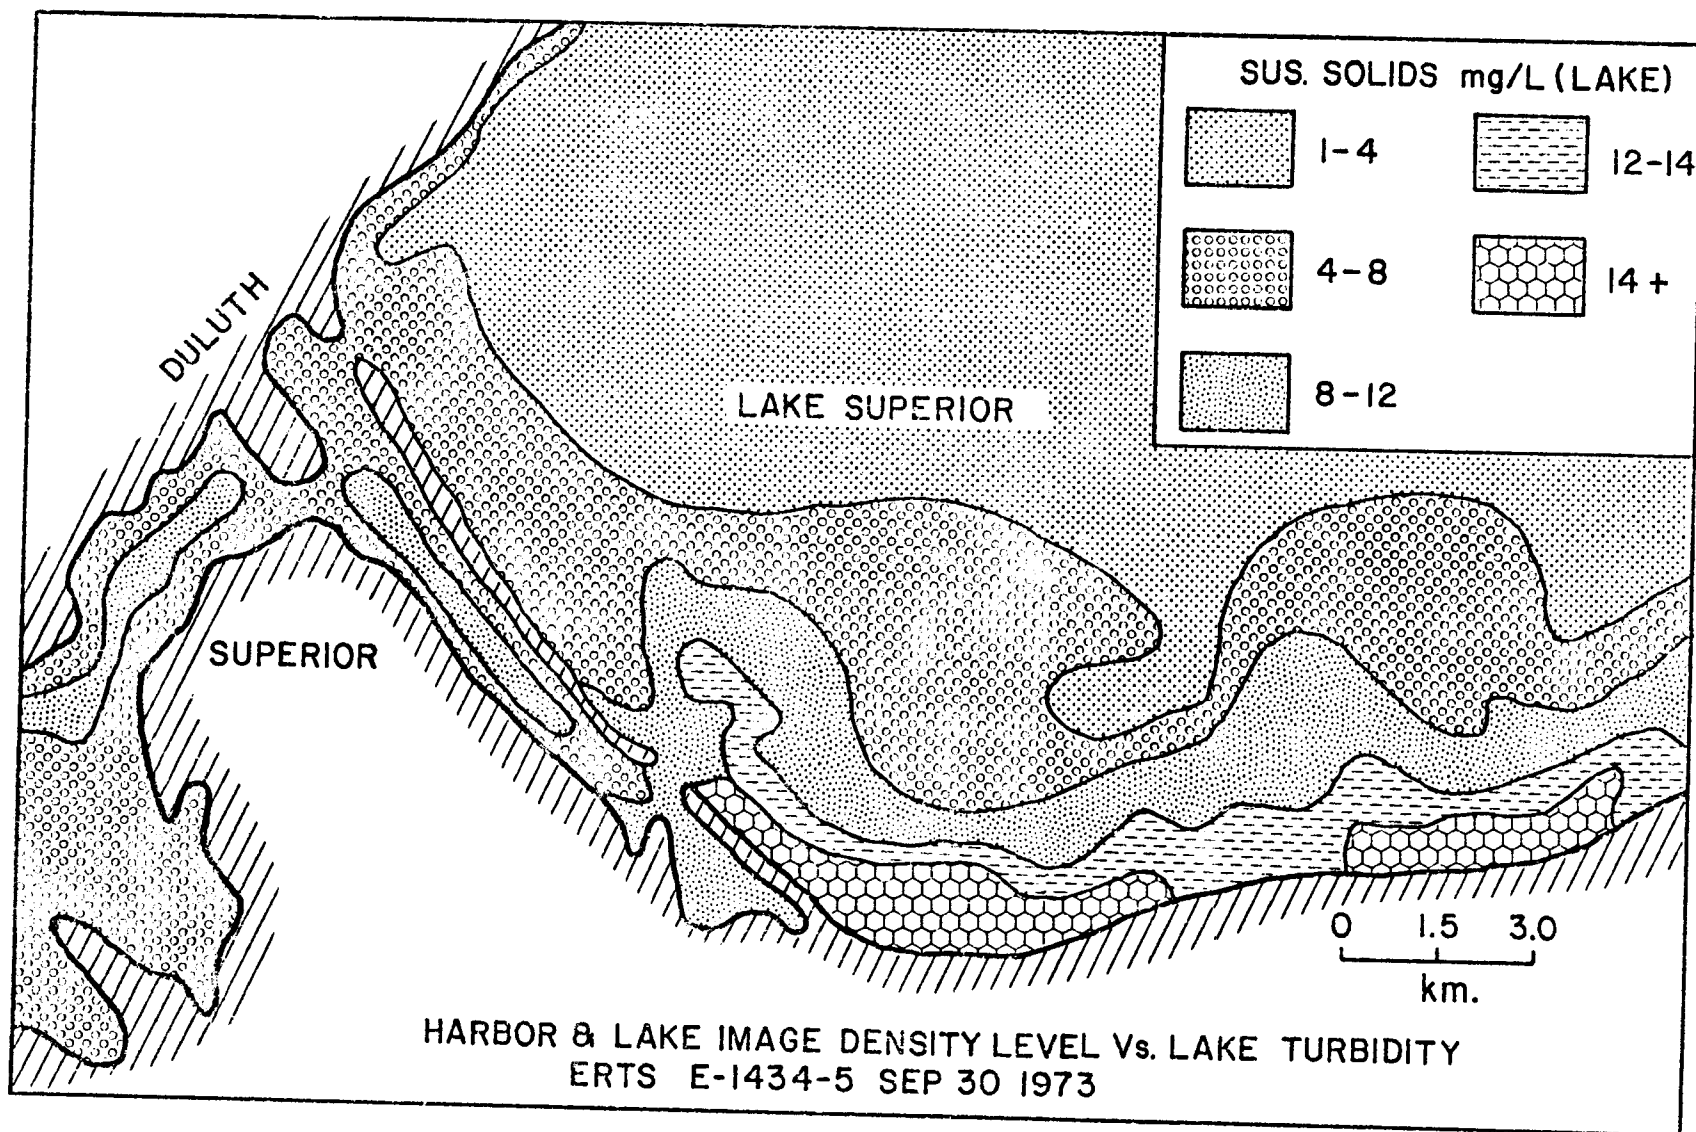 SUS. SOLIDS mg/L (LAKE)
1-4
12-14
4-8
14+
8-12
DULUTH
LAKE SUPERIOR
SUPERIOR
0 1.5 3.0
km.
HARBOR & LAKE IMAGE DENSITY LEVEL Vs. LAKE TURBIDITY
ERTS E-1434-5 SEP 30 1973